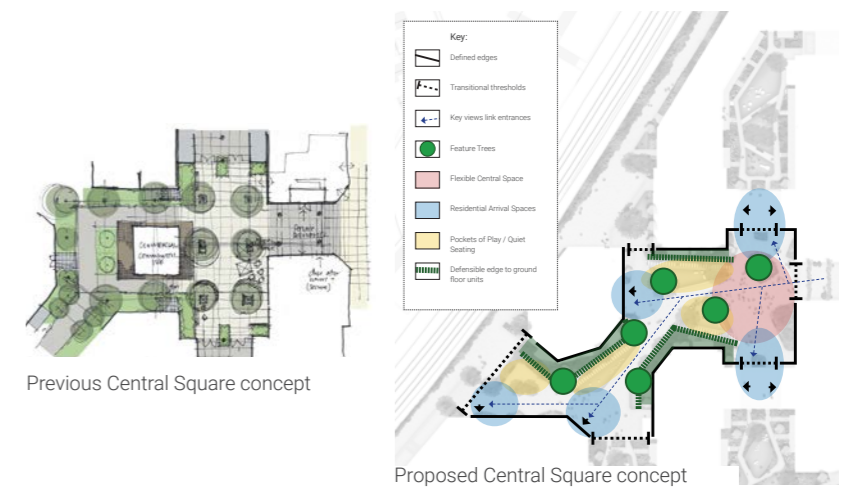 Key:
Defined edges
Transitional thresholds
Key views link entrances
Feature Trees
Flexible Central Space
Residential Arrival Spaces
Pockets of Play / Quiet
Seating
Defensible edge to ground
floor units
Previous Central Square concept
Proposed Central Square concept